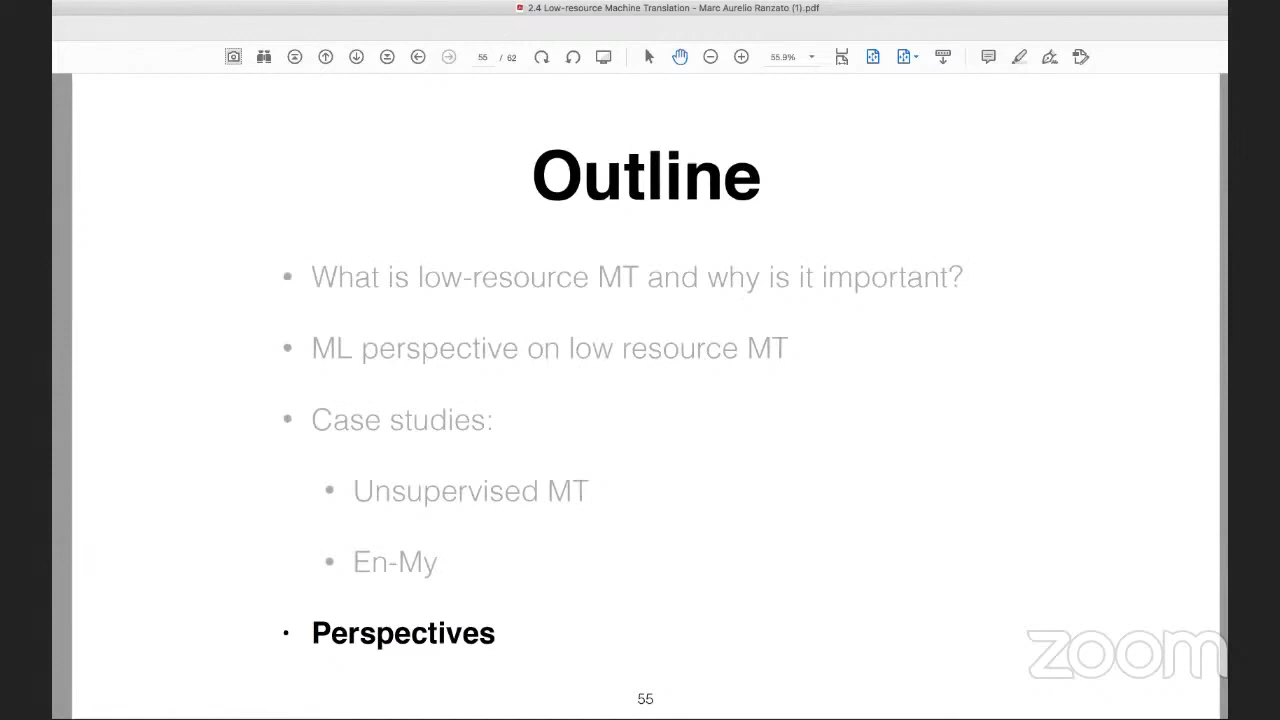 2.4 Low-resource Machine Translation - Marc Aurelio Ranzato (1).pdf
55 / 62 55.9%
Outline
• What is low-resource MT and why is it important?
• ML perspective on low resource MT
• Case studies:
• Unsupervised MT
• En-My
• Perspectives
zoom
55